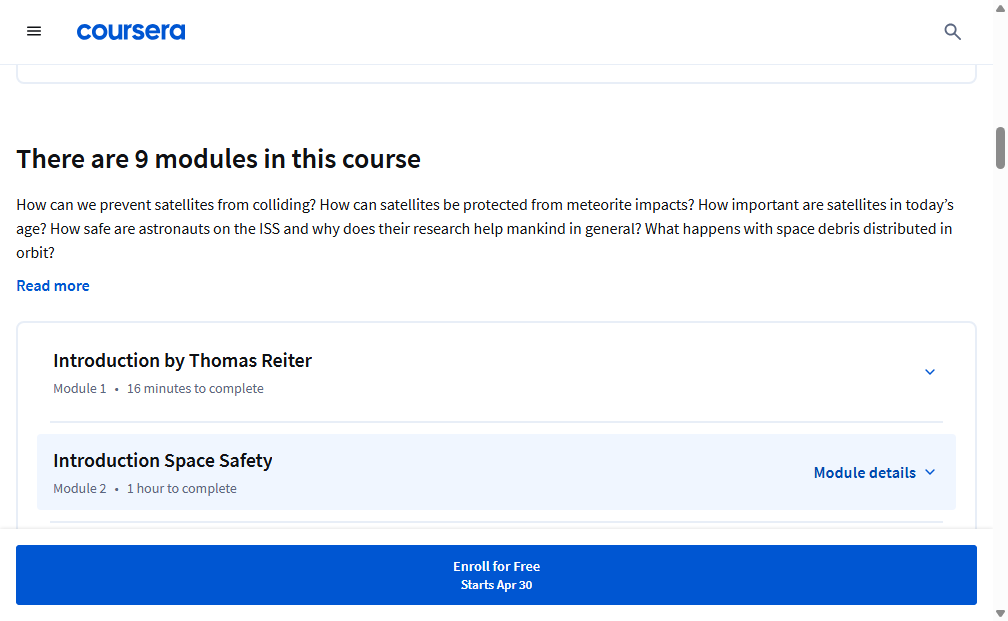 coursera
There are 9 modules in this course
How can we prevent satellites from colliding? How can satellites be protected from meteorite impacts? How important are satellites in today’s
age? How safe are astronauts on the ISS and why does their research help mankind in general? What happens with space debris distributed in
orbit?
Read more
Introduction by Thomas Reiter
Module 1 • 16 minutes to complete
Introduction Space Safety
Module 2 • 1 hour to complete
Module details
Enroll for Free
Starts Apr 30